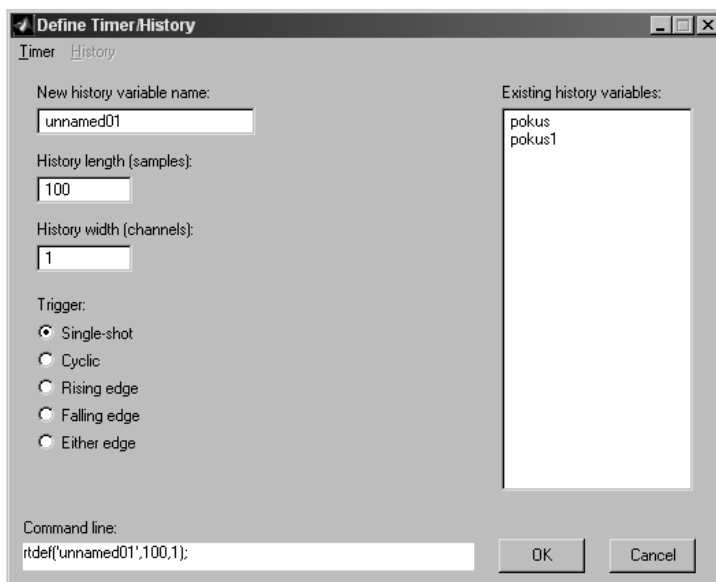 Define Timer/History
Timer History
New history variable name:
unnamed01
History length (samples):
100
History width (channels):
1
Trigger:
Single-shot
Cyclic
Rising edge
Falling edge
Either edge
Existing history variables:
pokus
pokus1
Command line:
rtdef('unnamed01',100,1);
OK
Cancel